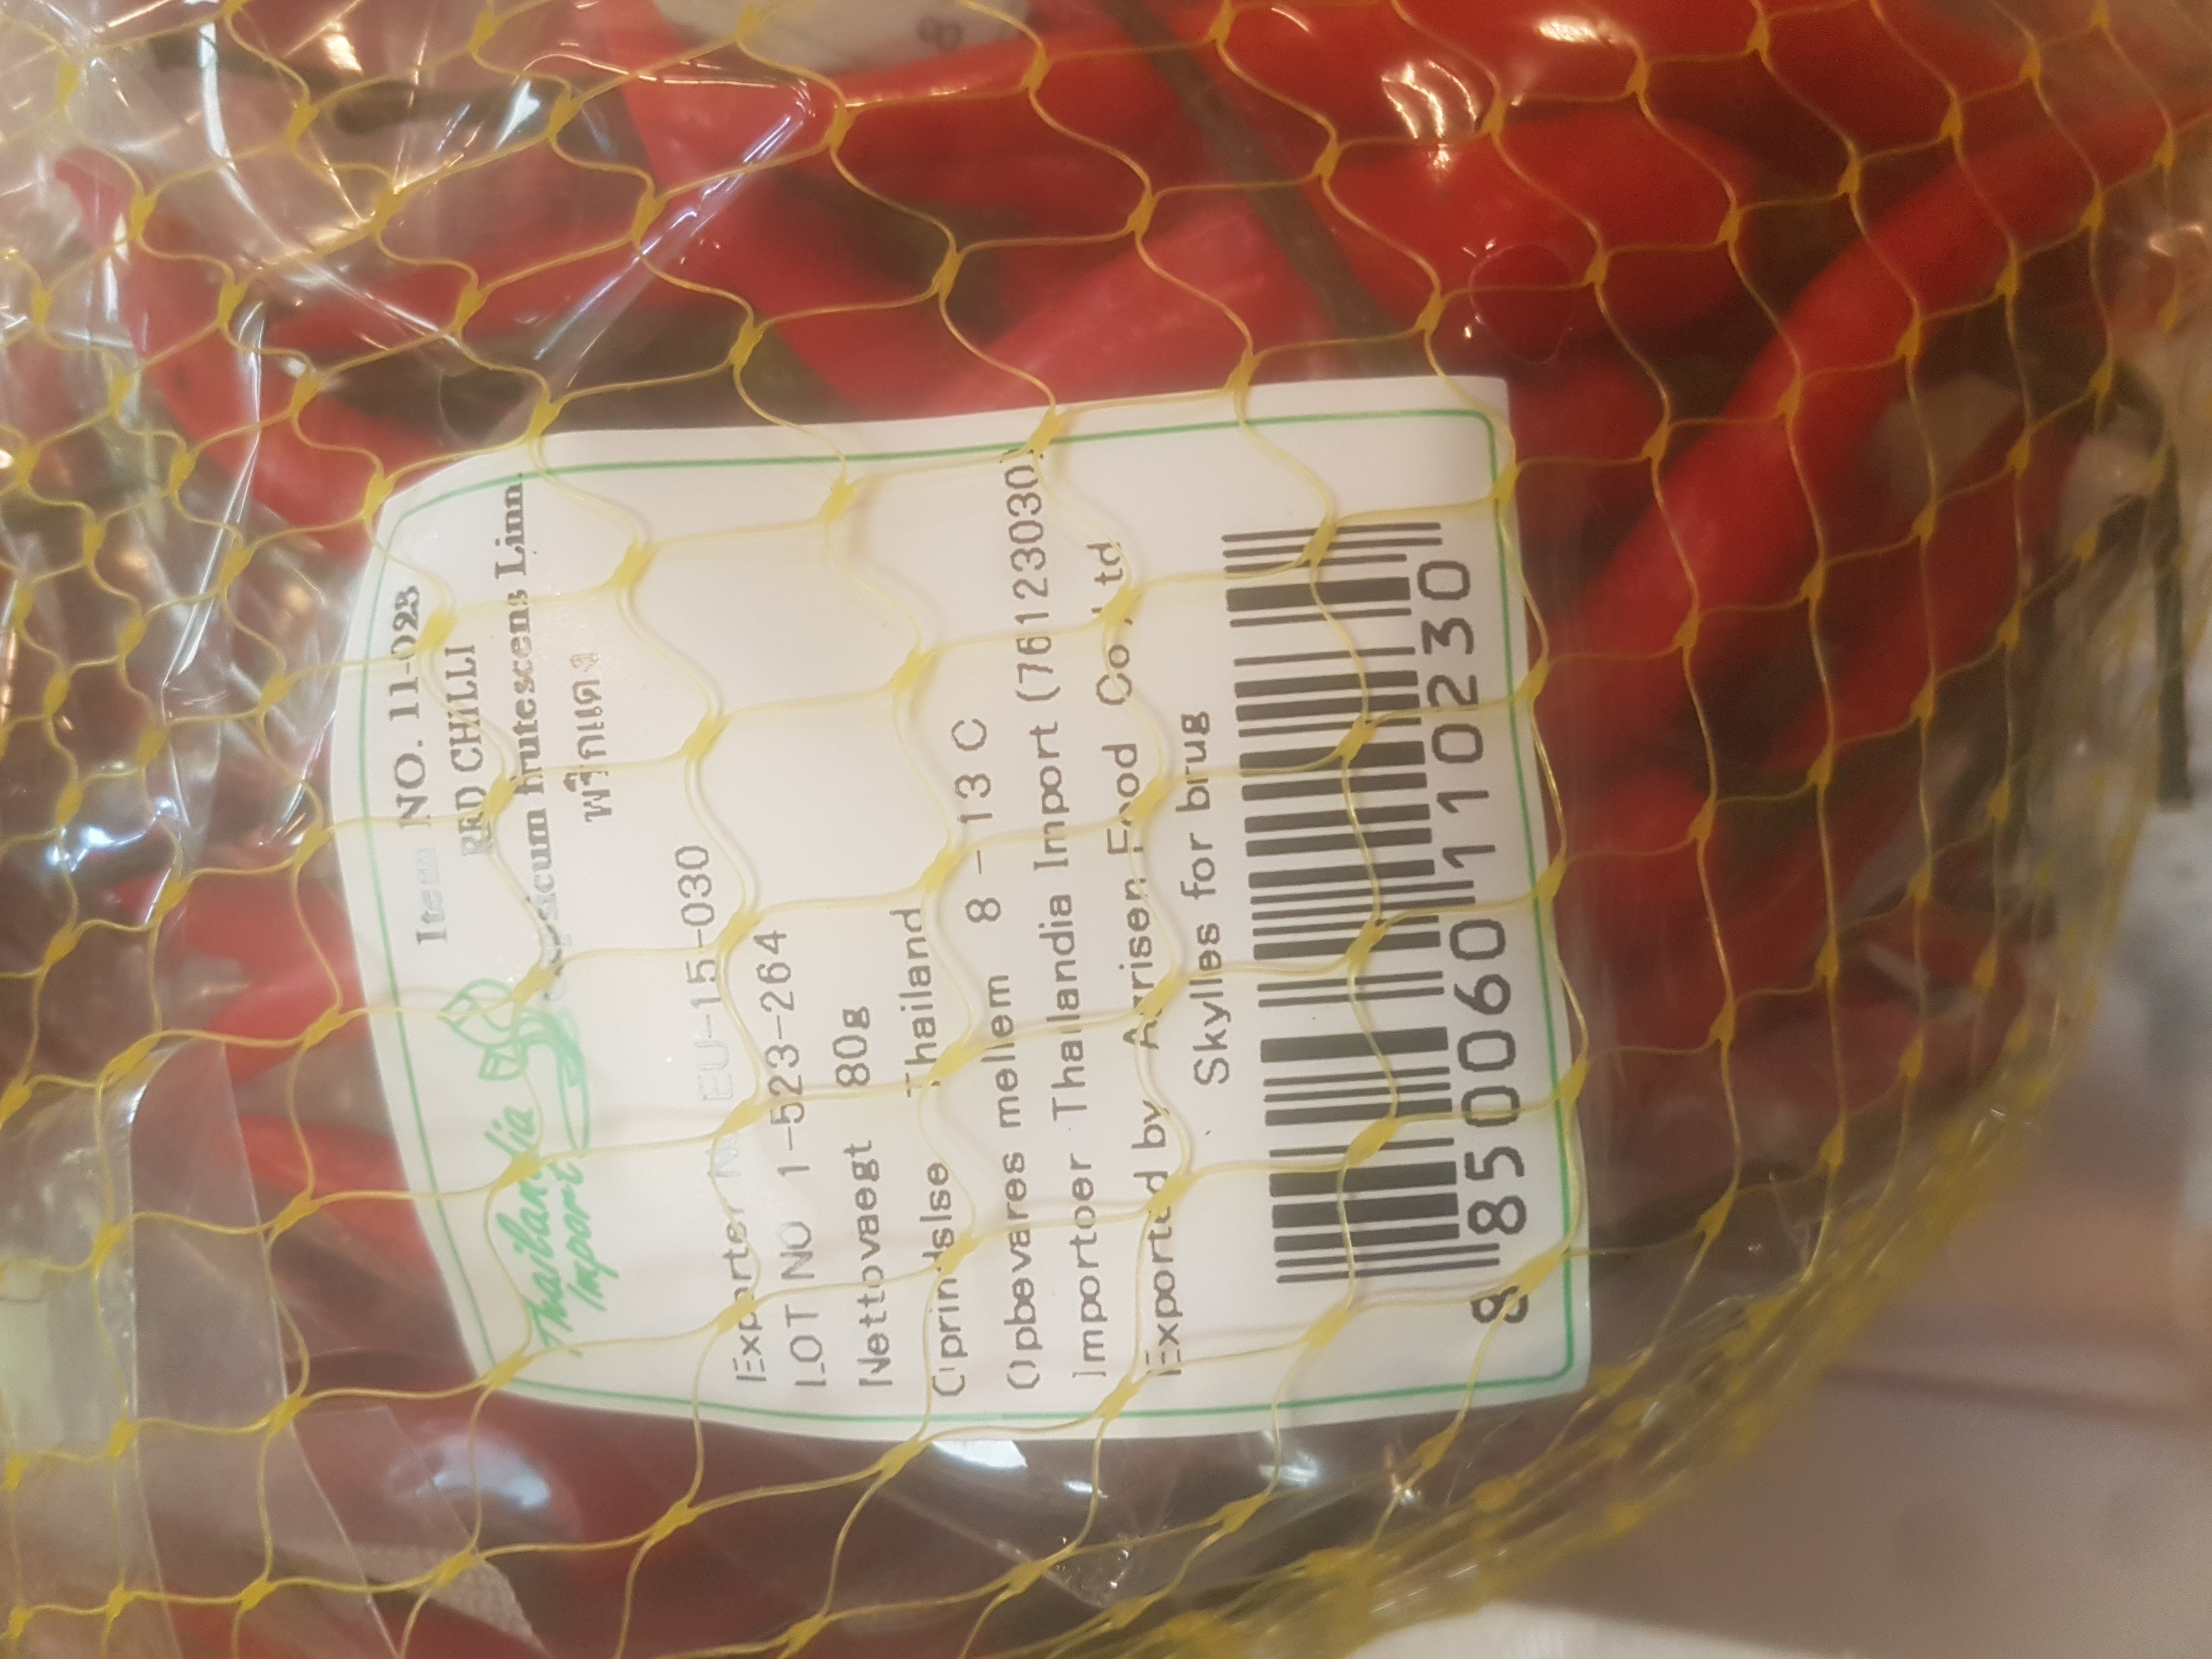 Thailandia
Import
Item NO. 11-023
RED CHILLI
Capsicum frutescens Linn.
พริกแดง
Exporter No EU-15-030
LOT NO 1-523-264
Nettovaegt 80g
Oprindslse Thailand
Opbevares mellem 8 - 13 C
Importoer Thailandia Import (76123030)
Exported by Food Co., Ltd
Skylles for brug
8 850060 110230